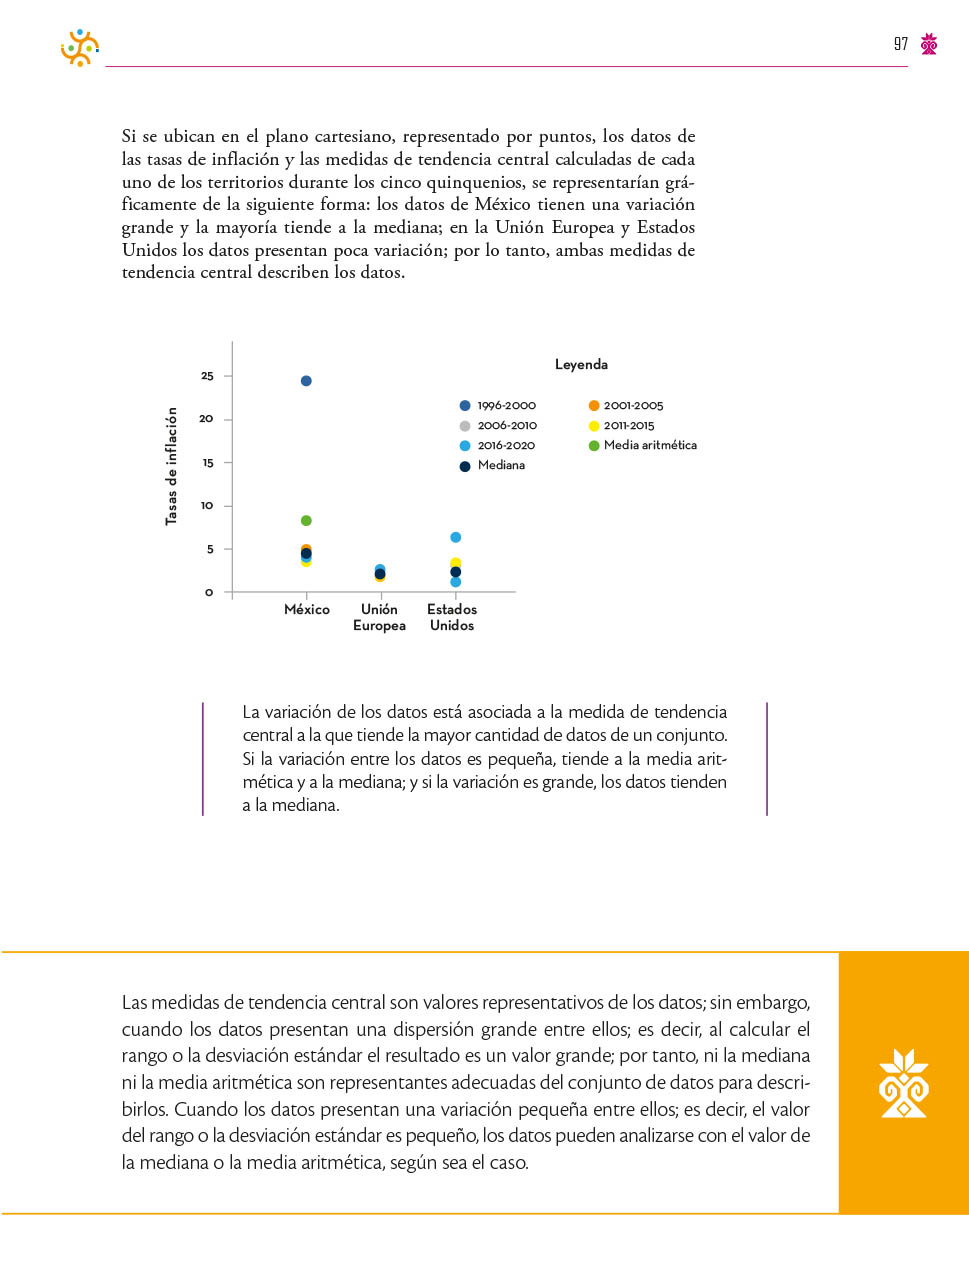 97
Si se ubican en el plano cartesiano, representado por puntos, los datos de
las tasas de inflación y las medidas de tendencia central calculadas de cada
uno de los territorios durante los cinco quinquenios, se representarían grá-
ficamente de la siguiente forma: los datos de México tienen una variación
grande y la mayoría tiende a la mediana; en la Unión Europea y Estados
Unidos los datos presentan poca variación; por lo tanto, ambas medidas de
tendencia central describen los datos.
Leyenda
1996-2000
2001-2005
2006-2010
2011-2015
2016-2020
Media aritmética
Mediana
Tasas de inflación
25
20
15
10
5
0
México
Unión
Europea
Estados
Unidos
La variación de los datos está asociada a la medida de tendencia
central a la que tiende la mayor cantidad de datos de un conjunto.
Si la variación entre los datos es pequeña, tiende a la media arit-
mética y a la mediana; y si la variación es grande, los datos tienden
a la mediana.
Las medidas de tendencia central son valores representativos de los datos; sin embargo,
cuando los datos presentan una dispersión grande entre ellos; es decir, al calcular el
rango o la desviación estándar el resultado es un valor grande; por tanto, ni la mediana
ni la media aritmética son representantes adecuadas del conjunto de datos para descri-
birlos. Cuando los datos presentan una variación pequeña entre ellos; es decir, el valor
del rango o la desviación estándar es pequeño, los datos pueden analizarse con el valor de
la mediana o la media aritmética, según sea el caso.